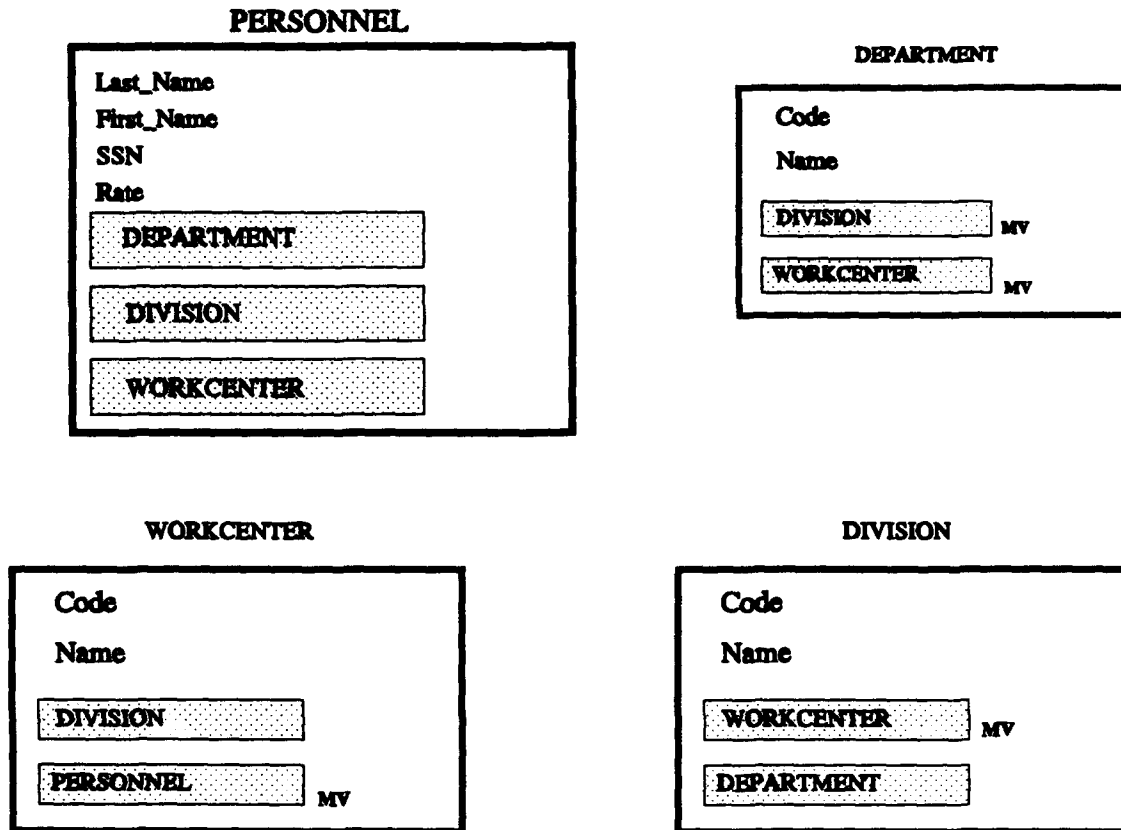 PERSONNEL
Last_Name
First_Name
SSN
Rate
DEPARTMENT
DIVISION
WORKCENTER
DEPARTMENT
Code
Name
DIVISION MV
WORKCENTER MV
WORKCENTER
Code
Name
DIVISION
PERSONNEL MV
DIVISION
Code
Name
WORKCENTER MV
DEPARTMENT